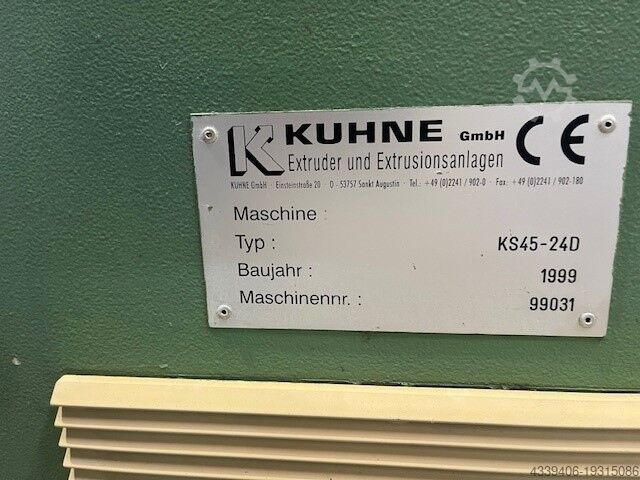 KUHNE GmbH CE
Extruder und Extrusionsanlagen
KUHNE GmbH · Einsteinstraße 20 · D - 53757 Sankt Augustin · Tel.: +49 (0)2241 / 902-0 · Fax: +49 (0)2241 / 902-180
Maschine :
Typ : KS45-24D
Baujahr : 1999
Maschinennr. : 99031
4339406-19315086